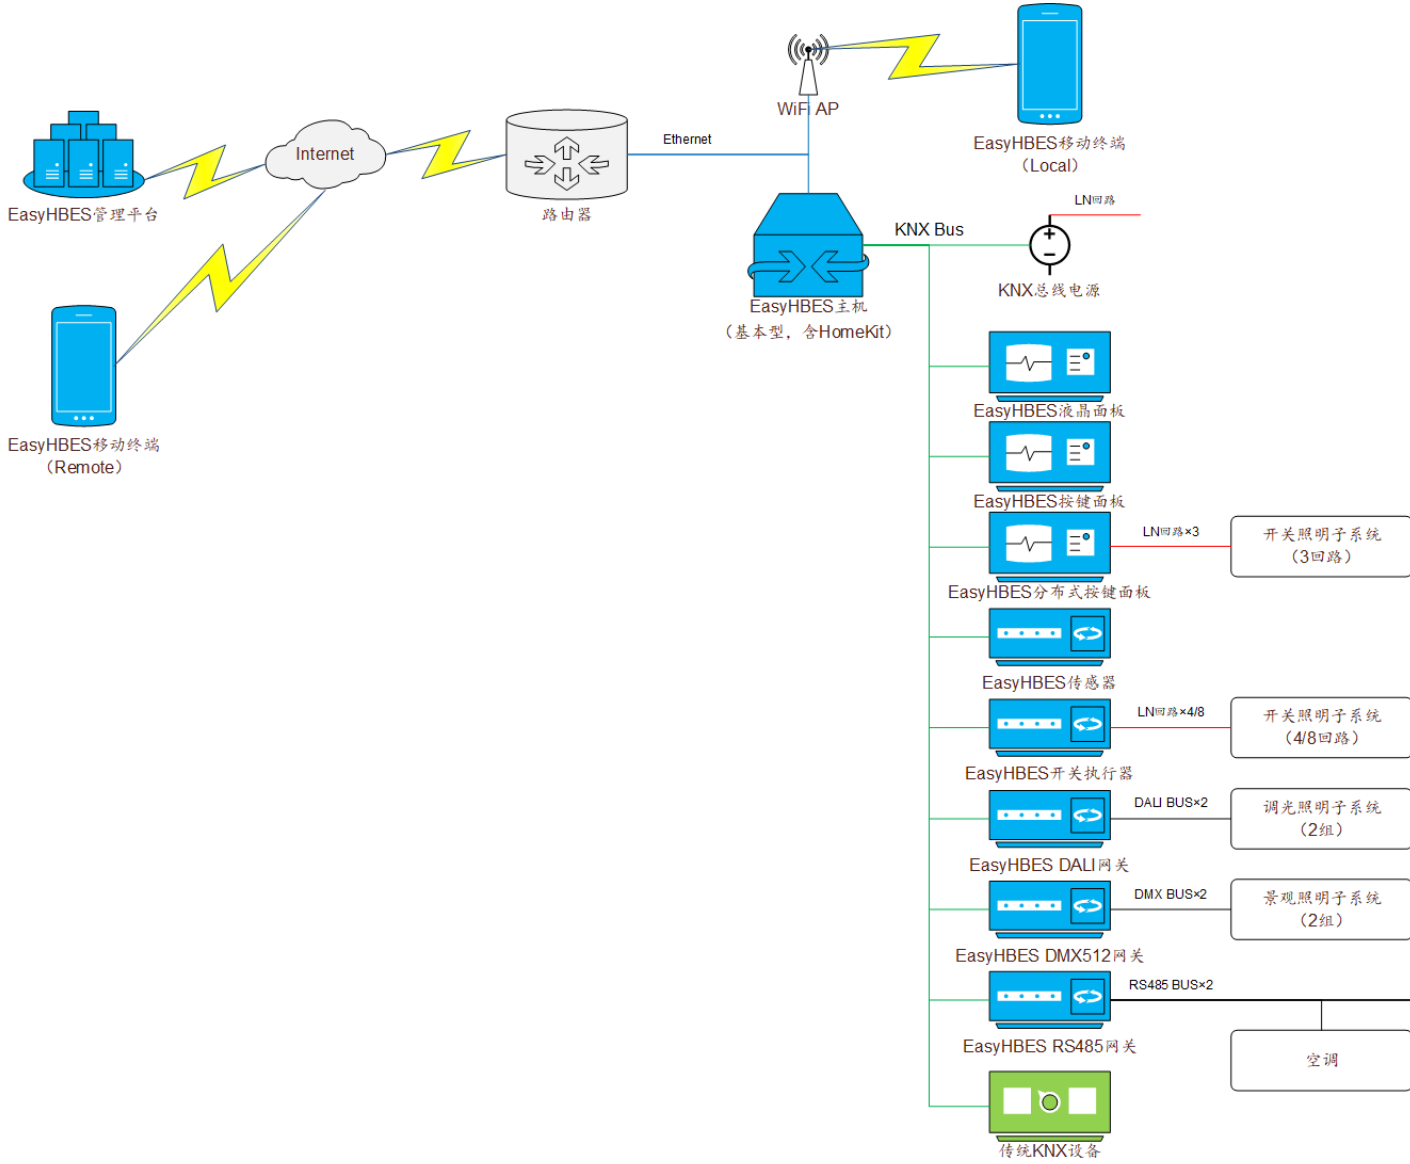 WiFi AP
EasyHBES移动终端
（Local）
Internet
Ethernet
EasyHBES管理平台
路由器
LN回路
KNX Bus
KNX总线电源
EasyHBES主机
（基本型，含HomeKit）
EasyHBES移动终端
（Remote）
EasyHBES液晶面板
EasyHBES按键面板
LN回路×3
开关照明子系统
（3回路）
EasyHBES分布式按键面板
EasyHBES传感器
LN回路×4/8
开关照明子系统
（4/8回路）
EasyHBES开关执行器
DALI BUS×2
调光照明子系统
（2组）
EasyHBES DALI网关
DMX BUS×2
景观照明子系统
（2组）
EasyHBES DMX512网关
RS485 BUS×2
EasyHBES RS485网关
空调
传统KNX设备